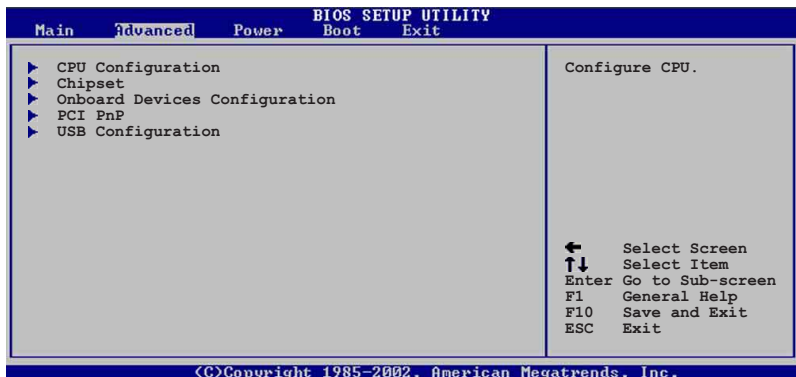 BIOS SETUP UTILITY
Main Advanced Power Boot Exit
CPU Configuration
Chipset
Onboard Devices Configuration
PCI PnP
USB Configuration
Configure CPU.
← Select Screen
↑↓ Select Item
Enter Go to Sub-screen
F1 General Help
F10 Save and Exit
ESC Exit
(C)Copyright 1985-2002, American Megatrends, Inc.